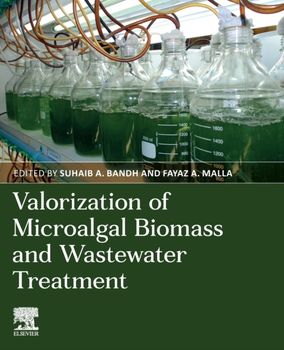 EDITED BY SUHAIB A. BANDH AND FAYAZ A. MALLA
Valorization of
Microalgal Biomass
and Wastewater
Treatment
ELSEVIER